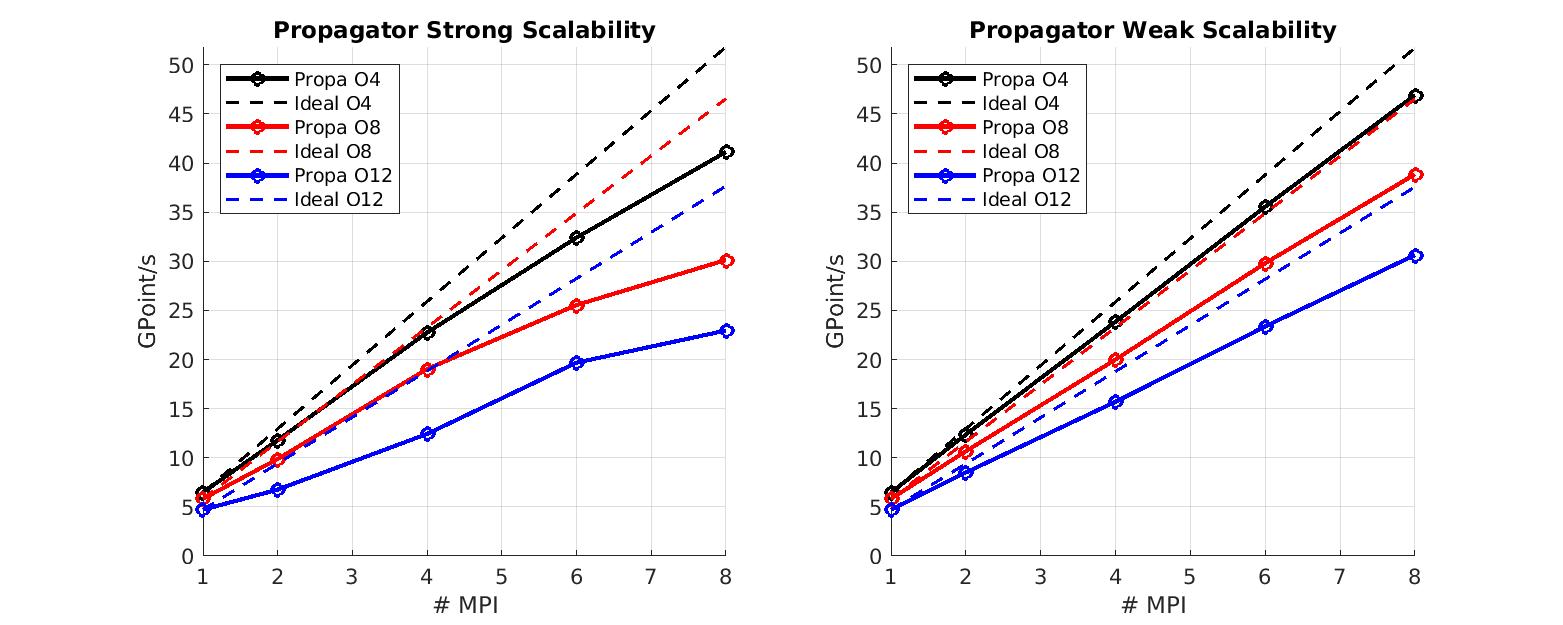 Propagator Strong Scalability
Propa O4
Ideal O4
Propa O8
Ideal O8
Propa O12
Ideal O12
GPoint/s
50
45
40
35
30
25
20
15
10
5
0
1 2 3 4 5 6 7 8
# MPI
Propagator Weak Scalability
Propa O4
Ideal O4
Propa O8
Ideal O8
Propa O12
Ideal O12
GPoint/s
50
45
40
35
30
25
20
15
10
5
0
1 2 3 4 5 6 7 8
# MPI